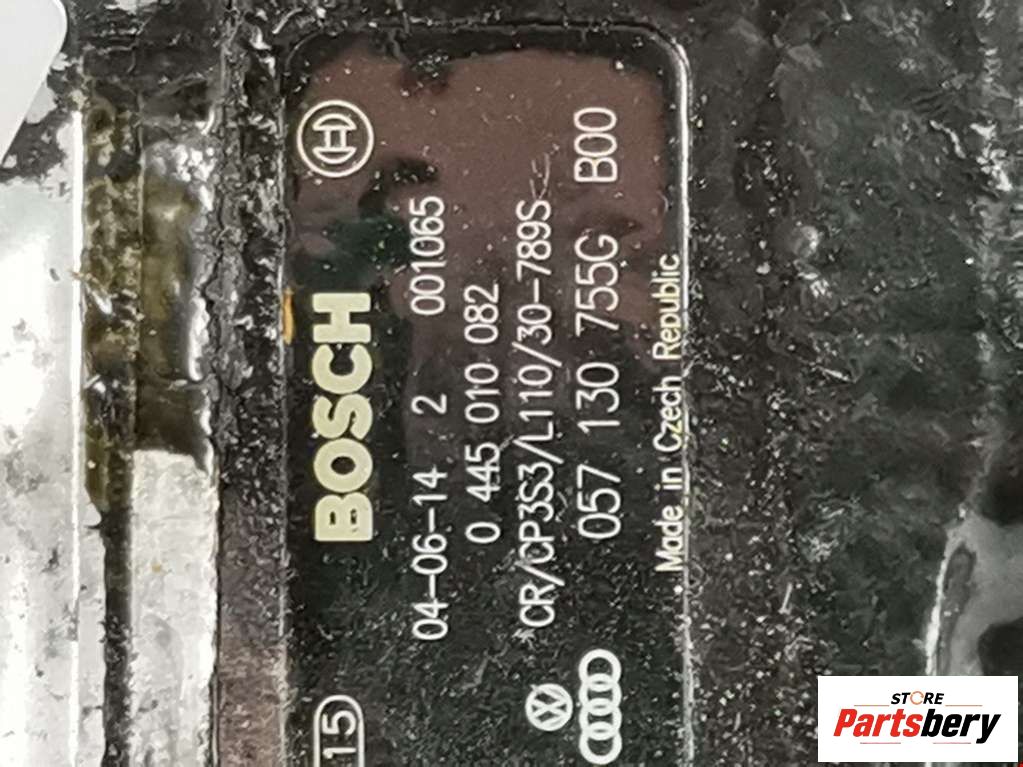 BOSCH
04-06-14 2 001065
0 445 010 082
CR/CP3S3/L110/30-789S
057 130 755G B00
Made in Czech Republic
15
STORE
Partsbery